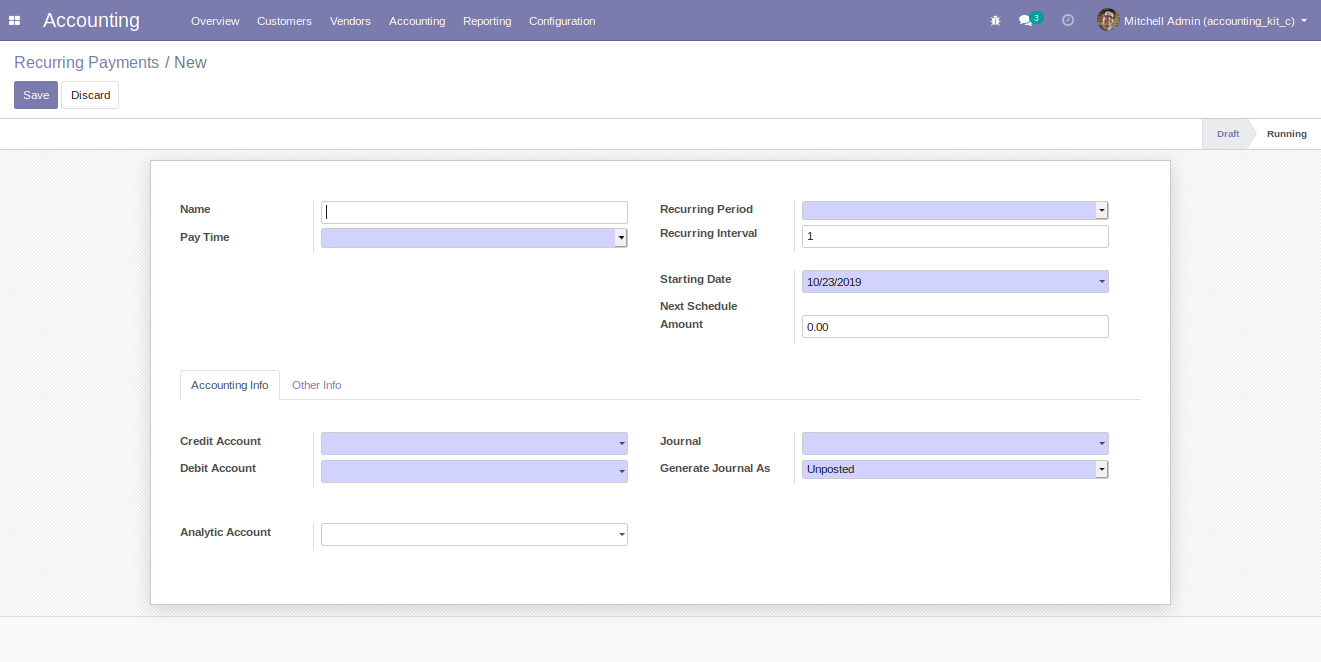 Accounting Overview Customers Vendors Accounting Reporting Configuration 3 Mitchell Admin (accounting_kit_c)
Recurring Payments / New
Save Discard
Draft Running
Name
Pay Time
Recurring Period
Recurring Interval 1
Starting Date 10/23/2019
Next Schedule
Amount 0.00
Accounting Info Other Info
Credit Account
Debit Account
Journal
Generate Journal As Unposted
Analytic Account